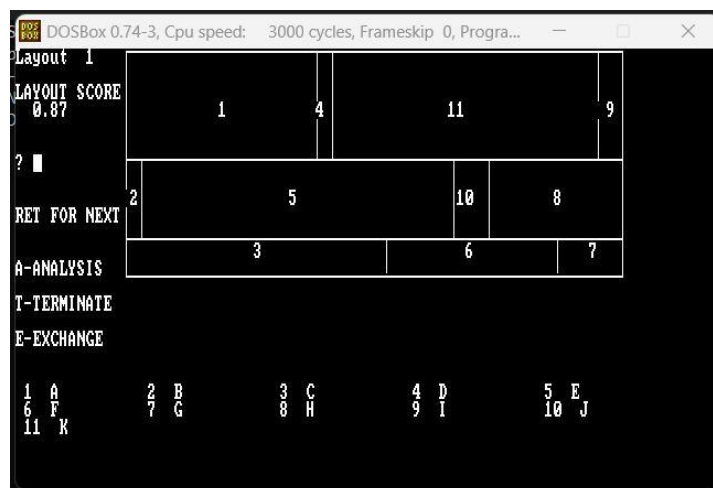 DOSBox 0.74-3, Cpu speed: 3000 cycles, Frameskip 0, Progra...
Layout 1
LAYOUT SCORE
0.87
1 4 11 9
? 
2 5 10 8
RET FOR NEXT
3 6 7
A-ANALYSIS
T-TERMINATE
E-EXCHANGE
1 A 2 B 3 C 4 D 5 E
6 F 7 G 8 H 9 I 10 J
11 K